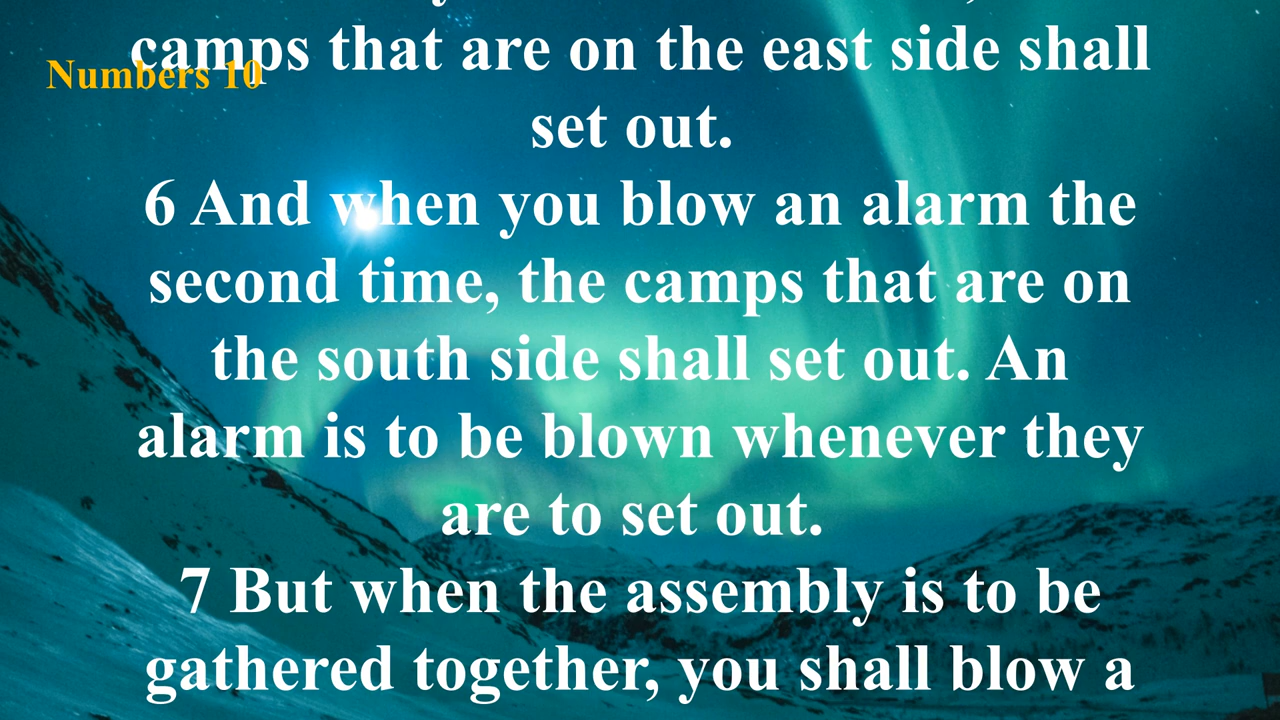 camps that are on the east side shall
Numbers 10
set out.
6 And when you blow an alarm the
second time, the camps that are on
the south side shall set out. An
alarm is to be blown whenever they
are to set out.
7 But when the assembly is to be
gathered together, you shall blow a